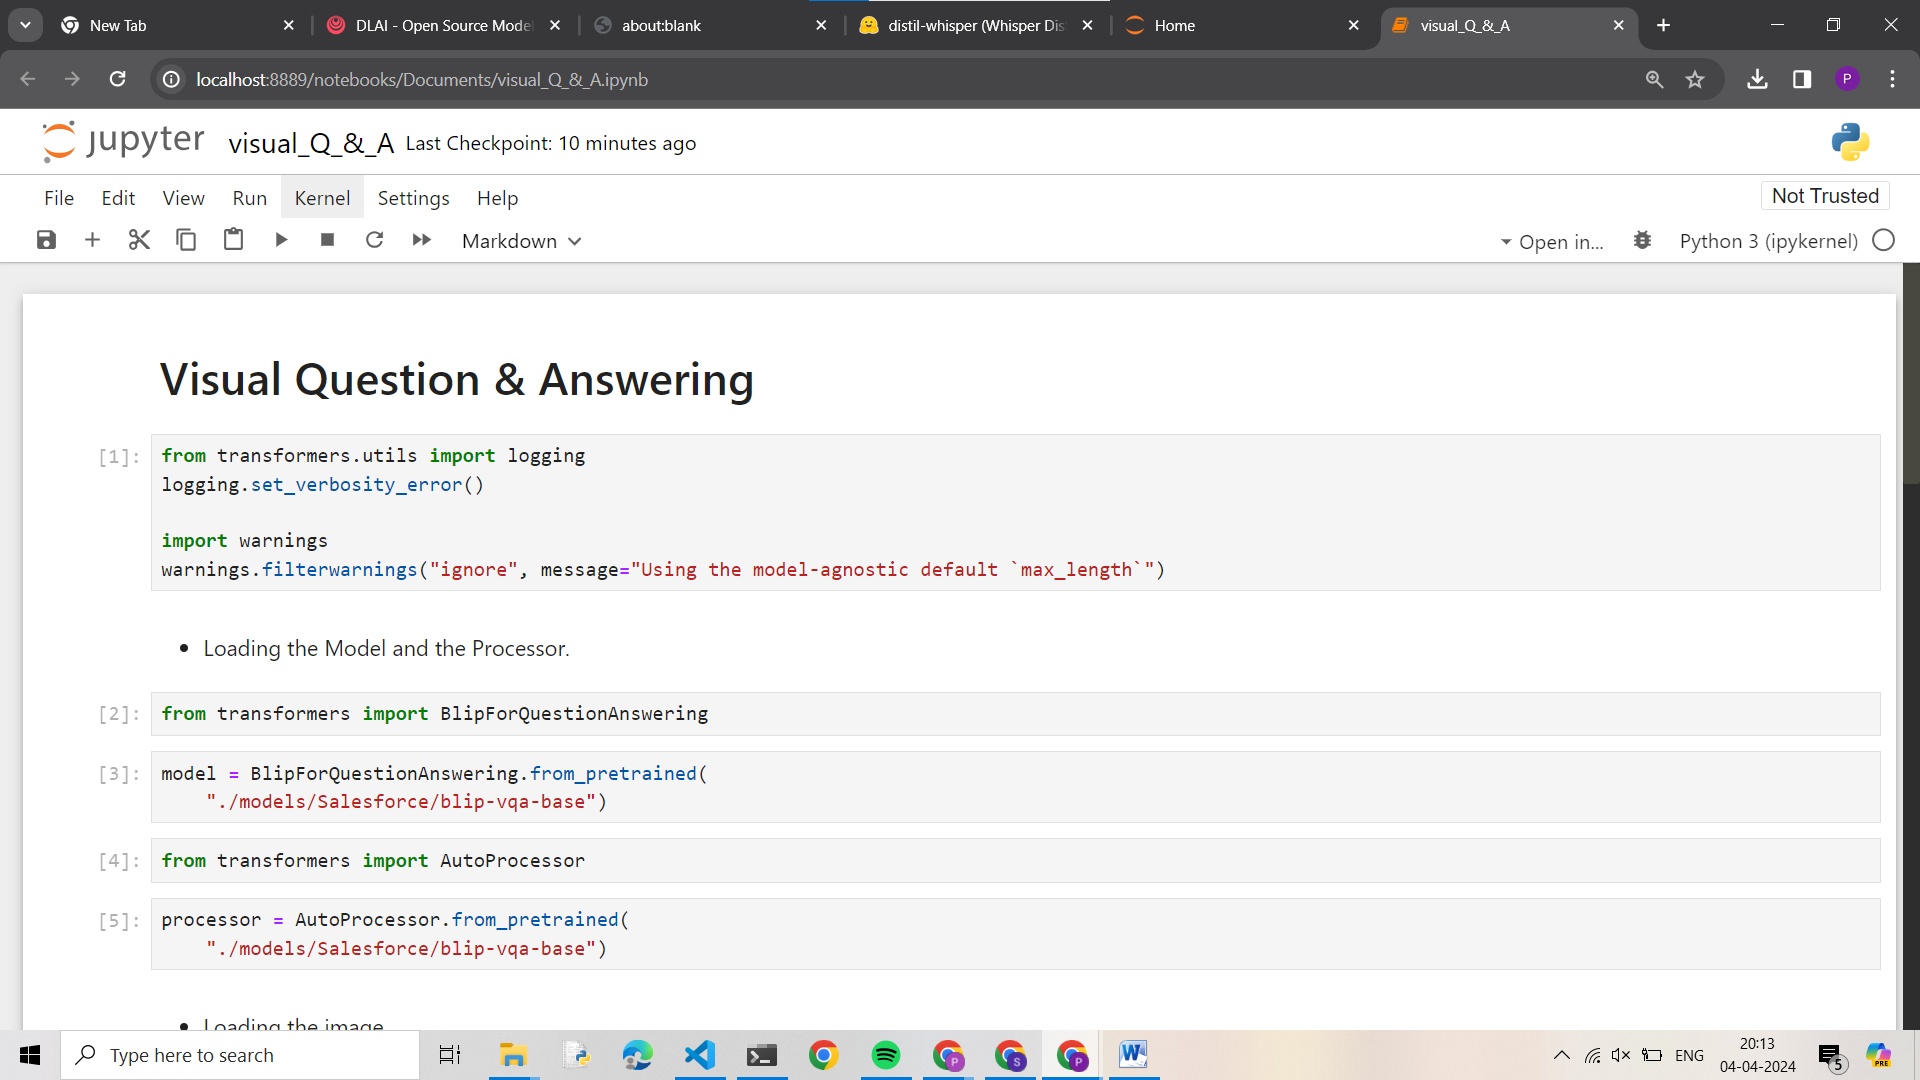 New Tab
DLAI - Open Source Model
about:blank
distil-whisper (Whisper Dis
Home
visual_Q_&_A
localhost:8889/notebooks/Documents/visual_Q_&_A.ipynb
P
jupyter visual_Q_&_A Last Checkpoint: 10 minutes ago
File Edit View Run Kernel Settings Help
Not Trusted
Markdown
Open in...
Python 3 (ipykernel)
Visual Question & Answering
[1]:
from transformers.utils import logging
logging.set_verbosity_error()
import warnings
warnings.filterwarnings("ignore", message="Using the model-agnostic default `max_length`")
• Loading the Model and the Processor.
[2]:
from transformers import BlipForQuestionAnswering
[3]:
model = BlipForQuestionAnswering.from_pretrained(
"./models/Salesforce/blip-vqa-base")
[4]:
from transformers import AutoProcessor
[5]:
processor = AutoProcessor.from_pretrained(
"./models/Salesforce/blip-vqa-base")
• Loading the image
Type here to search
P
S
P
W
ENG
20:13
04-04-2024
5
PRE